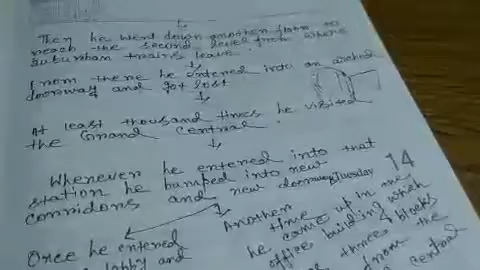 Then he went down another floor to
reach the second level from where
suburban trains leave.
From there he entered into an arched
doorway and got lost
At least thousand times he visited
the Grand Central.
Whenever he entered into that
station he bumped into new
corridors and new doorway
Tuesday 14
Once he entered
lobby and
Another
time up in the
he came
office building which
blocks
three
from the
central